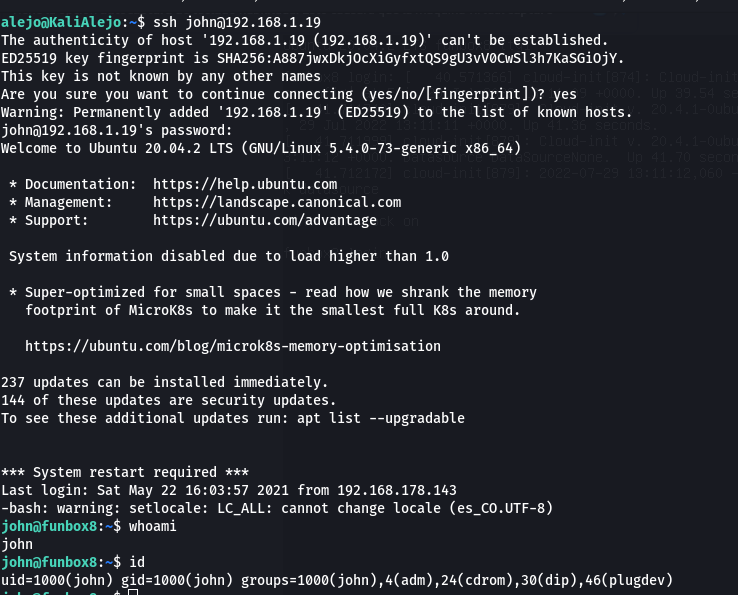 alejo@KaliAlejo:~$ ssh john@192.168.1.19
The authenticity of host '192.168.1.19 (192.168.1.19)' can't be established.
ED25519 key fingerprint is SHA256:A887jwxDkjOcXiGyfxtQS9gU3vV0CwSl3h7KaSGiOjY.
This key is not known by any other names
Are you sure you want to continue connecting (yes/no/[fingerprint])? yes
Warning: Permanently added '192.168.1.19' (ED25519) to the list of known hosts.
john@192.168.1.19's password:
Welcome to Ubuntu 20.04.2 LTS (GNU/Linux 5.4.0-73-generic x86_64)
* Documentation:  https://help.ubuntu.com
* Management:     https://landscape.canonical.com
* Support:        https://ubuntu.com/advantage
System information disabled due to load higher than 1.0
* Super-optimized for small spaces - read how we shrank the memory
footprint of MicroK8s to make it the smallest full K8s around.
https://ubuntu.com/blog/microk8s-memory-optimisation
237 updates can be installed immediately.
144 of these updates are security updates.
To see these additional updates run: apt list --upgradable
*** System restart required ***
Last login: Sat May 22 16:03:57 2021 from 192.168.178.143
-bash: warning: setlocale: LC_ALL: cannot change locale (es_CO.UTF-8)
john@funbox8:~$ whoami
john
john@funbox8:~$ id
uid=1000(john) gid=1000(john) groups=1000(john),4(adm),24(cdrom),30(dip),46(plugdev)
john@funbox8:~$